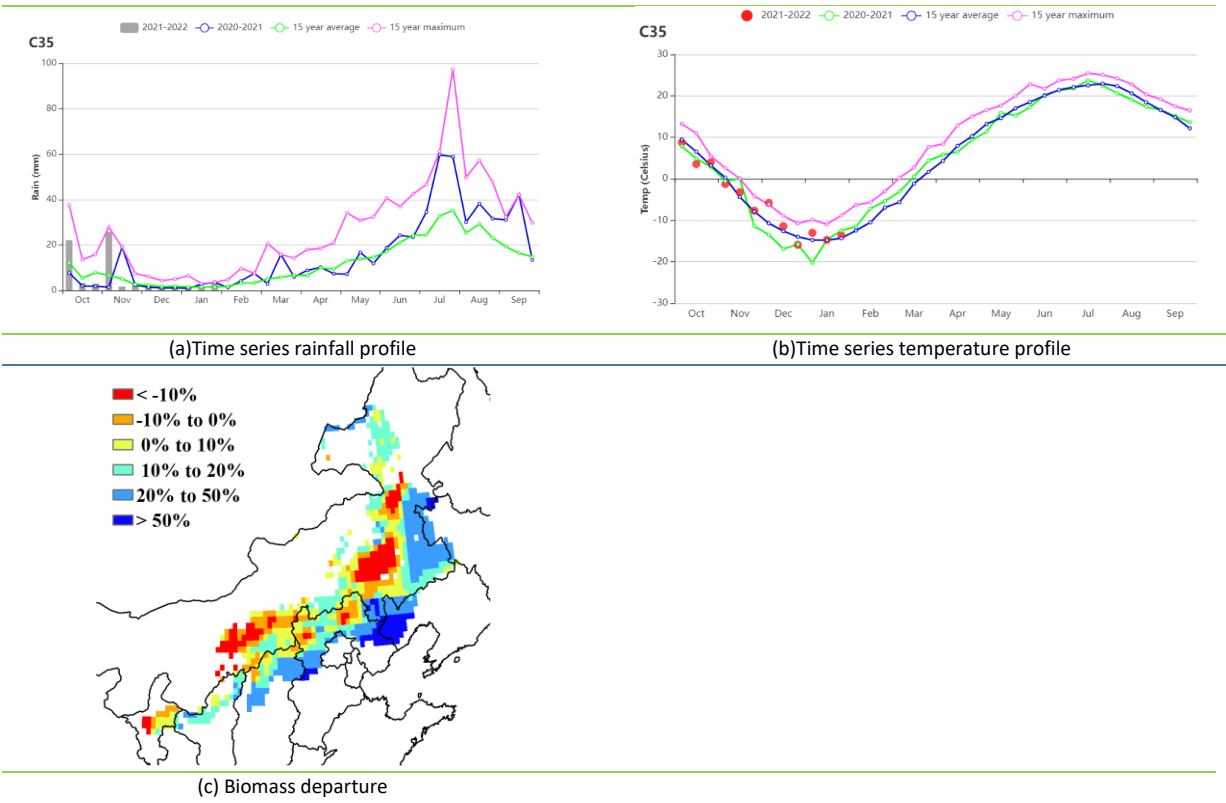 2021-2022 2020-2021 15 year average 15 year maximum
C35
100
80
60
40
20
0
Rain (mm)
Oct Nov Dec Jan Feb Mar Apr May Jun Jul Aug Sep
(a)Time series rainfall profile
2021-2022 2020-2021 15 year average 15 year maximum
C35
30
20
10
0
-10
-20
-30
Temp (Celsius)
Oct Nov Dec Jan Feb Mar Apr May Jun Jul Aug Sep
(b)Time series temperature profile
< -10%
-10% to 0%
0% to 10%
10% to 20%
20% to 50%
> 50%
(c) Biomass departure